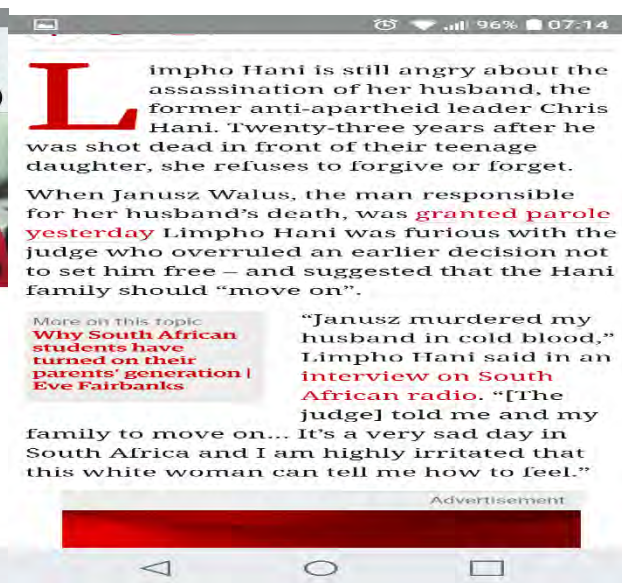 96% 07:14
Limpho Hani is still angry about the
assassination of her husband, the
former anti-apartheid leader Chris
Hani. Twenty-three years after he
was shot dead in front of their teenage
daughter, she refuses to forgive or forget.
When Janusz Walus, the man responsible
for her husband’s death, was granted parole
yesterday Limpho Hani was furious with the
judge who overruled an earlier decision not
to set him free – and suggested that the Hani
family should “move on”.
More on this topic
Why South African
students have
turned on their
parents’ generation |
Eve Fairbanks
“Janusz murdered my
husband in cold blood,”
Limpho Hani said in an
interview on South
African radio. “[The
judge] told me and my
family to move on... It’s a very sad day in
South Africa and I am highly irritated that
this white woman can tell me how to feel.”
Advertisement